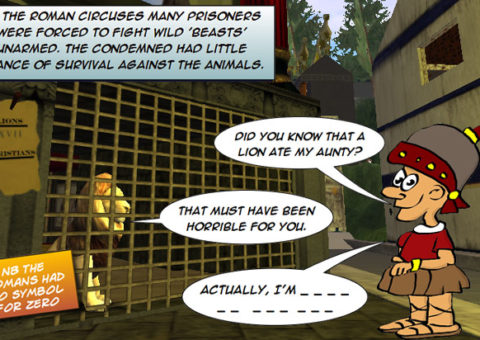 THE ROMAN CIRCUSES MANY PRISONERS
WERE FORCED TO FIGHT WILD 'BEASTS'
UNARMED. THE CONDEMNED HAD LITTLE
ANCE OF SURVIVAL AGAINST THE ANIMALS.
LIONS
XVII
RISTIANS
DID YOU KNOW THAT A
LION ATE MY AUNTY?
THAT MUST HAVE BEEN
HORRIBLE FOR YOU.
ACTUALLY, I'M _ _ _ _
_ _ _ _ _ _ _ _
NB THE
OMANS HAD
O SYMBOL
FOR ZERO